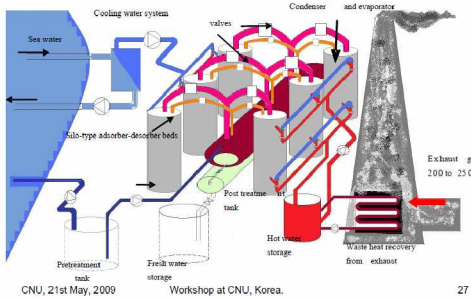 Cooling water system
Condenser and evaporator
valves
Sea water
Silo-type adsorber-desorber beds
Exhaust g
200 to 250
Post treatme nt
tank
Hot water
storage
Waste heat recovery
from exhaust
Pretreatment
tank
Fresh water
storage
CNU, 21st May, 2009
Workshop at CNU, Korea.
27